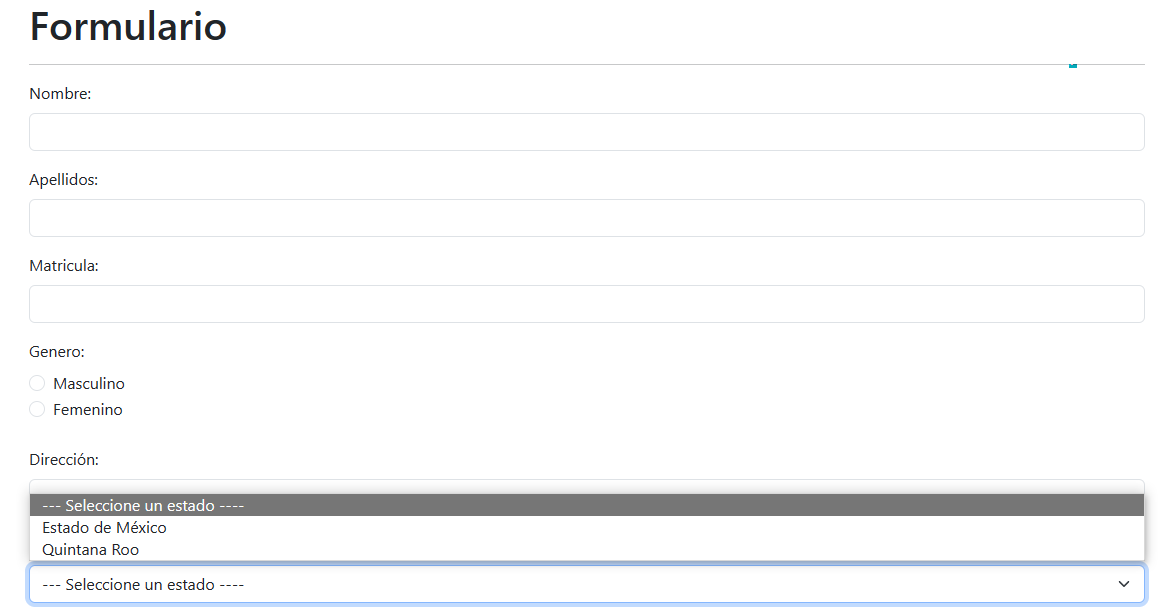 Formulario
Nombre:
Apellidos:
Matricula:
Genero:
Masculino
Femenino
Dirección:
--- Seleccione un estado ----
Estado de México
Quintana Roo
--- Seleccione un estado ----